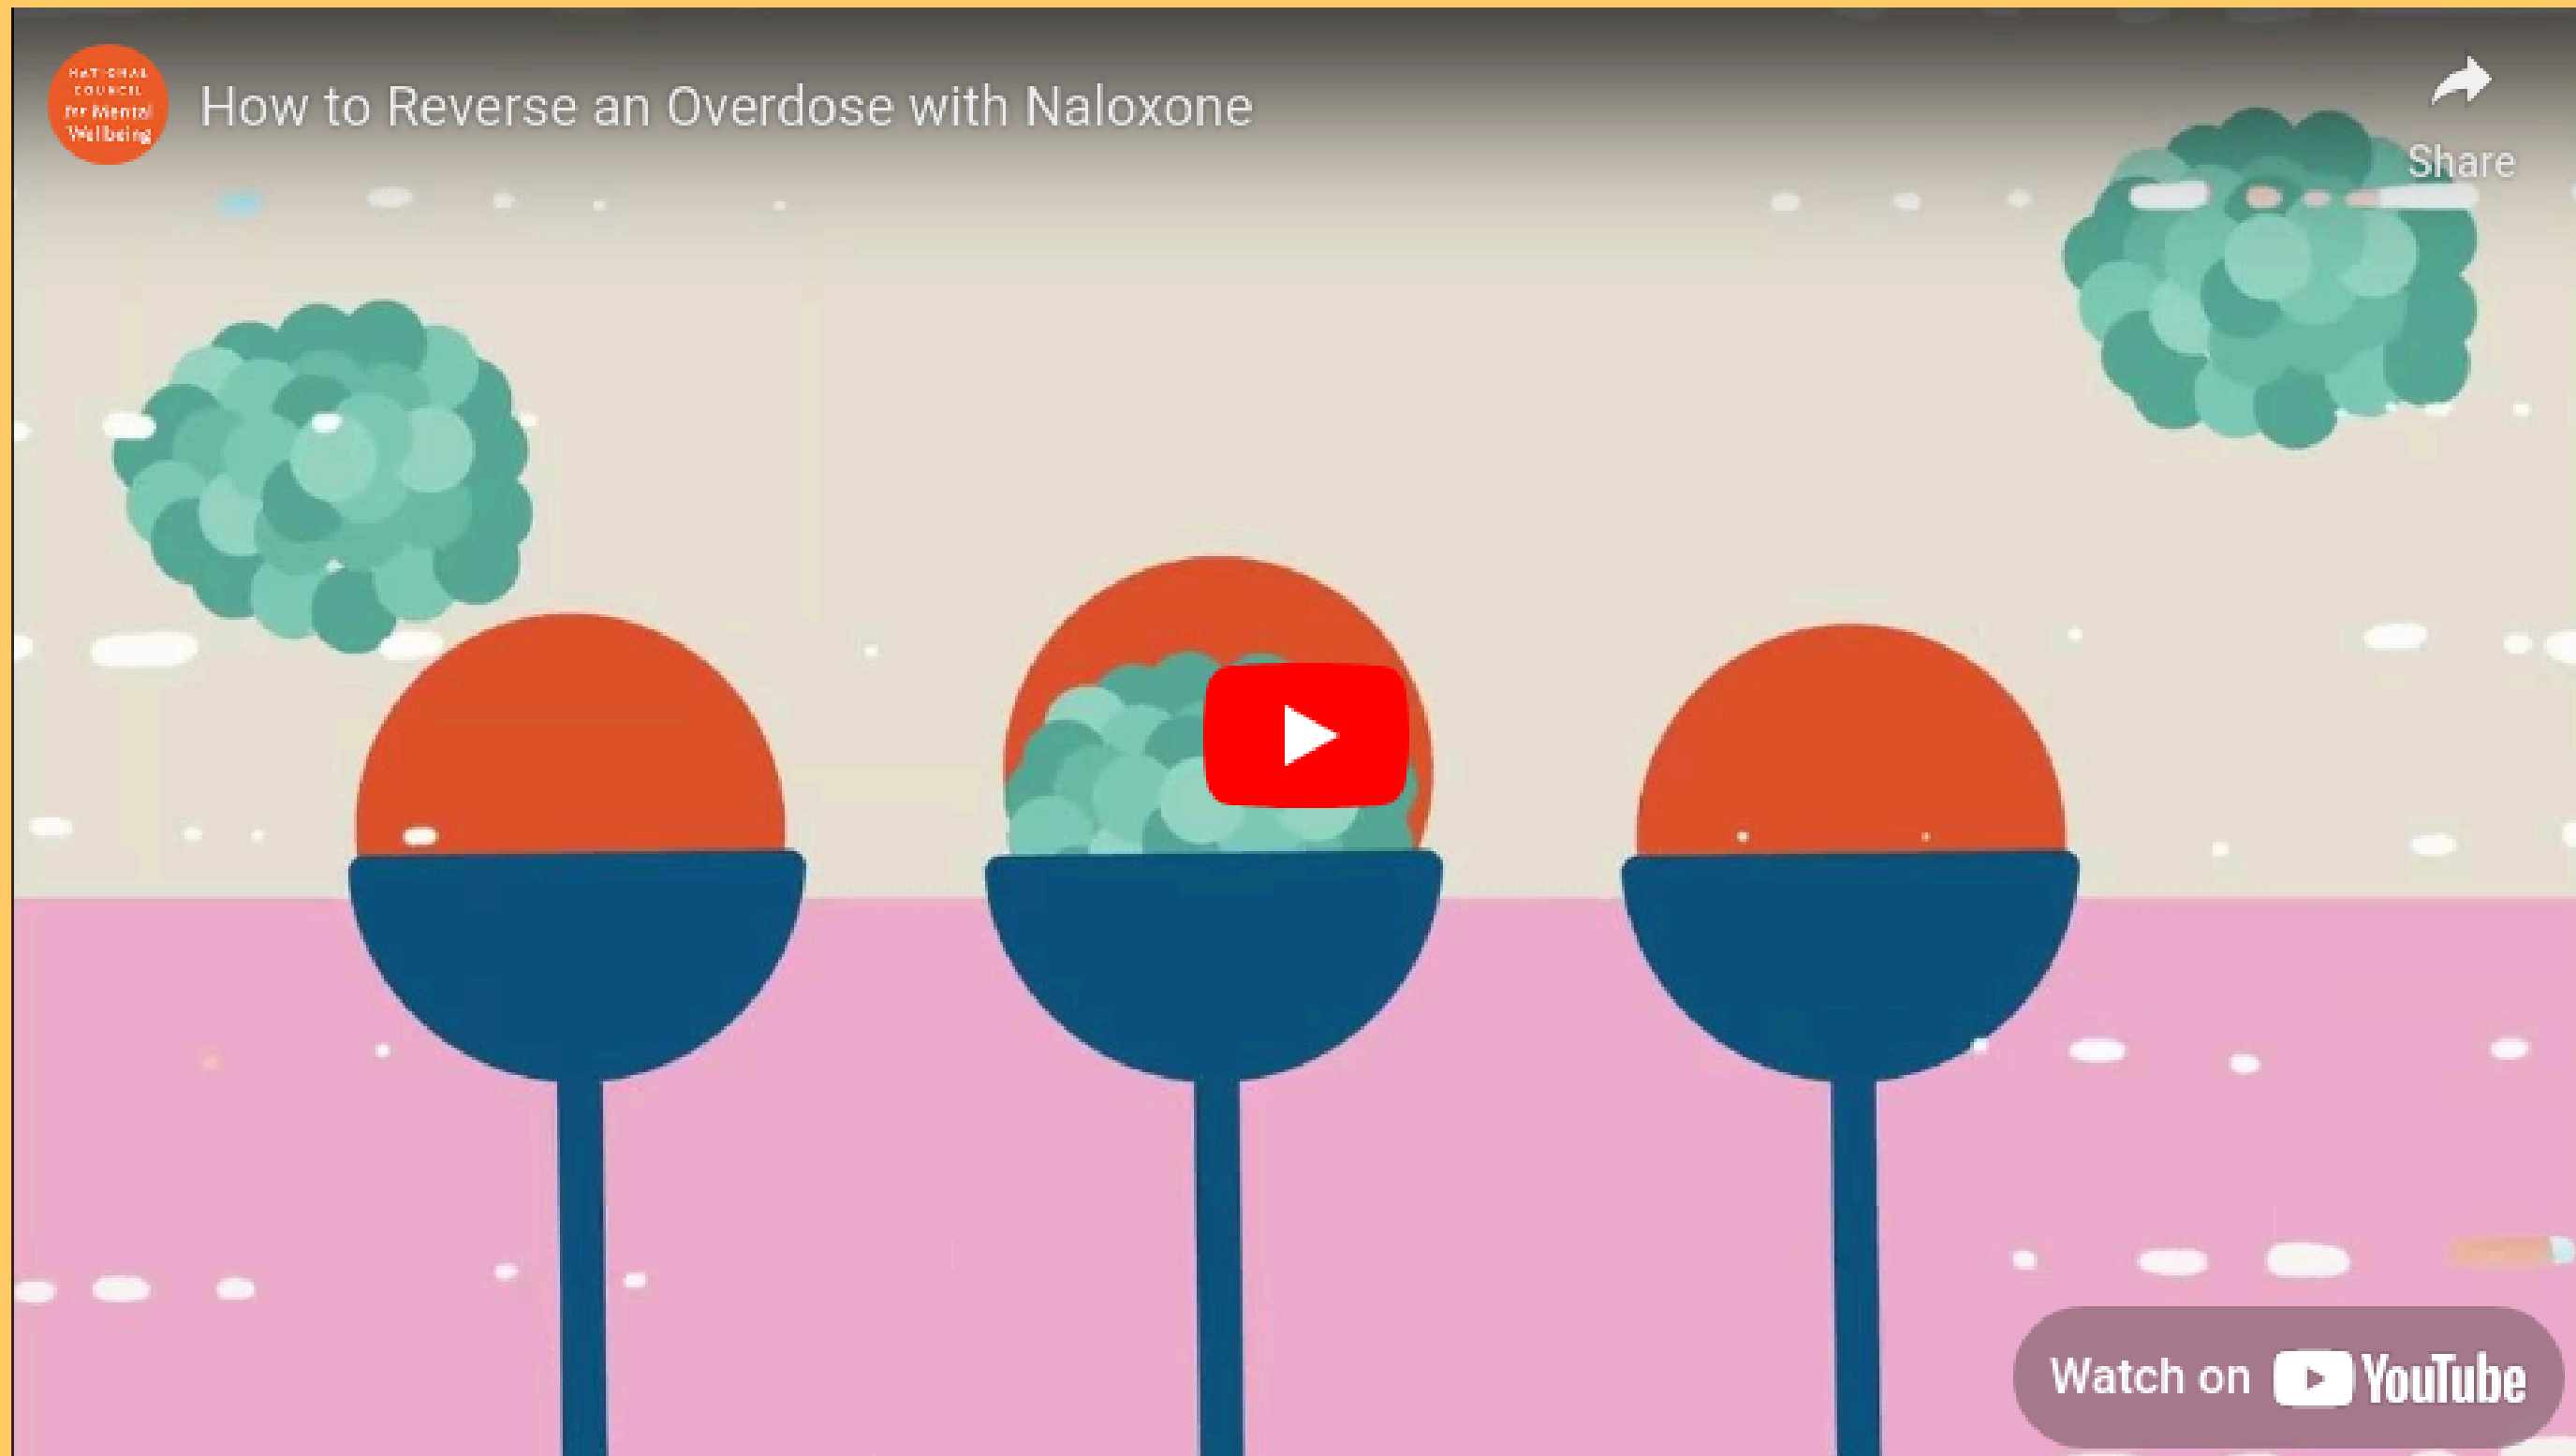 NATIONAL
COUNCIL
for Mental
Wellbeing
How to Reverse an Overdose with Naloxone
Share
Watch on YouTube